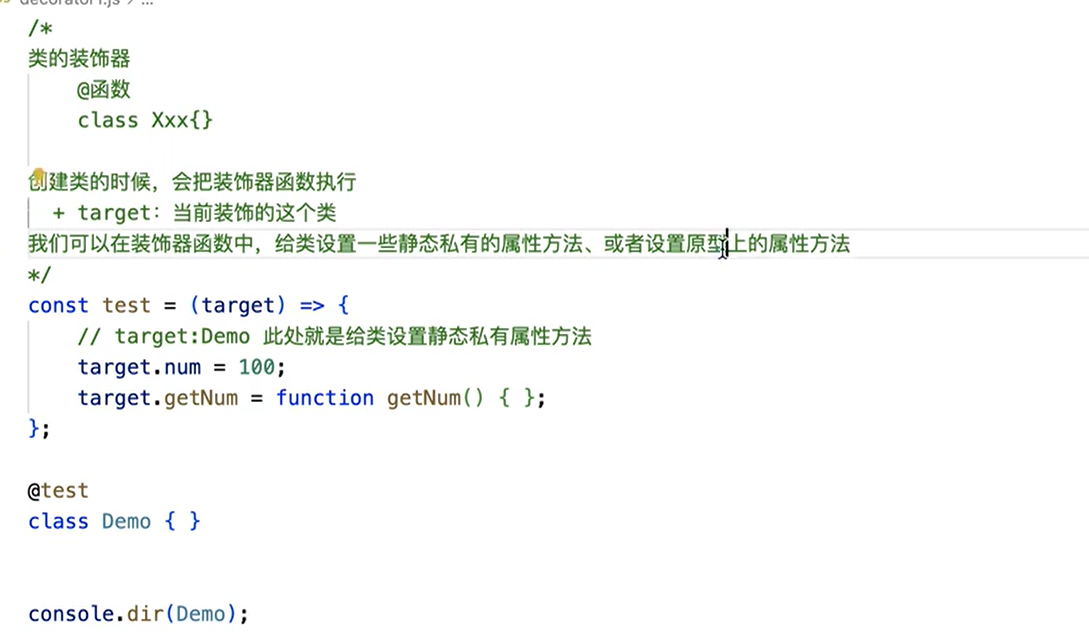 decorator1.js > ...
/*
类的装饰器
@函数
class Xxx{}
创建类的时候，会把装饰器函数执行
+ target：当前装饰的这个类
我们可以在装饰器函数中，给类设置一些静态私有的属性方法、或者设置原型上的属性方法
*/
const test = (target) => {
// target:Demo 此处就是给类设置静态私有属性方法
target.num = 100;
target.getNum = function getNum() { };
};
@test
class Demo { }
console.dir(Demo);